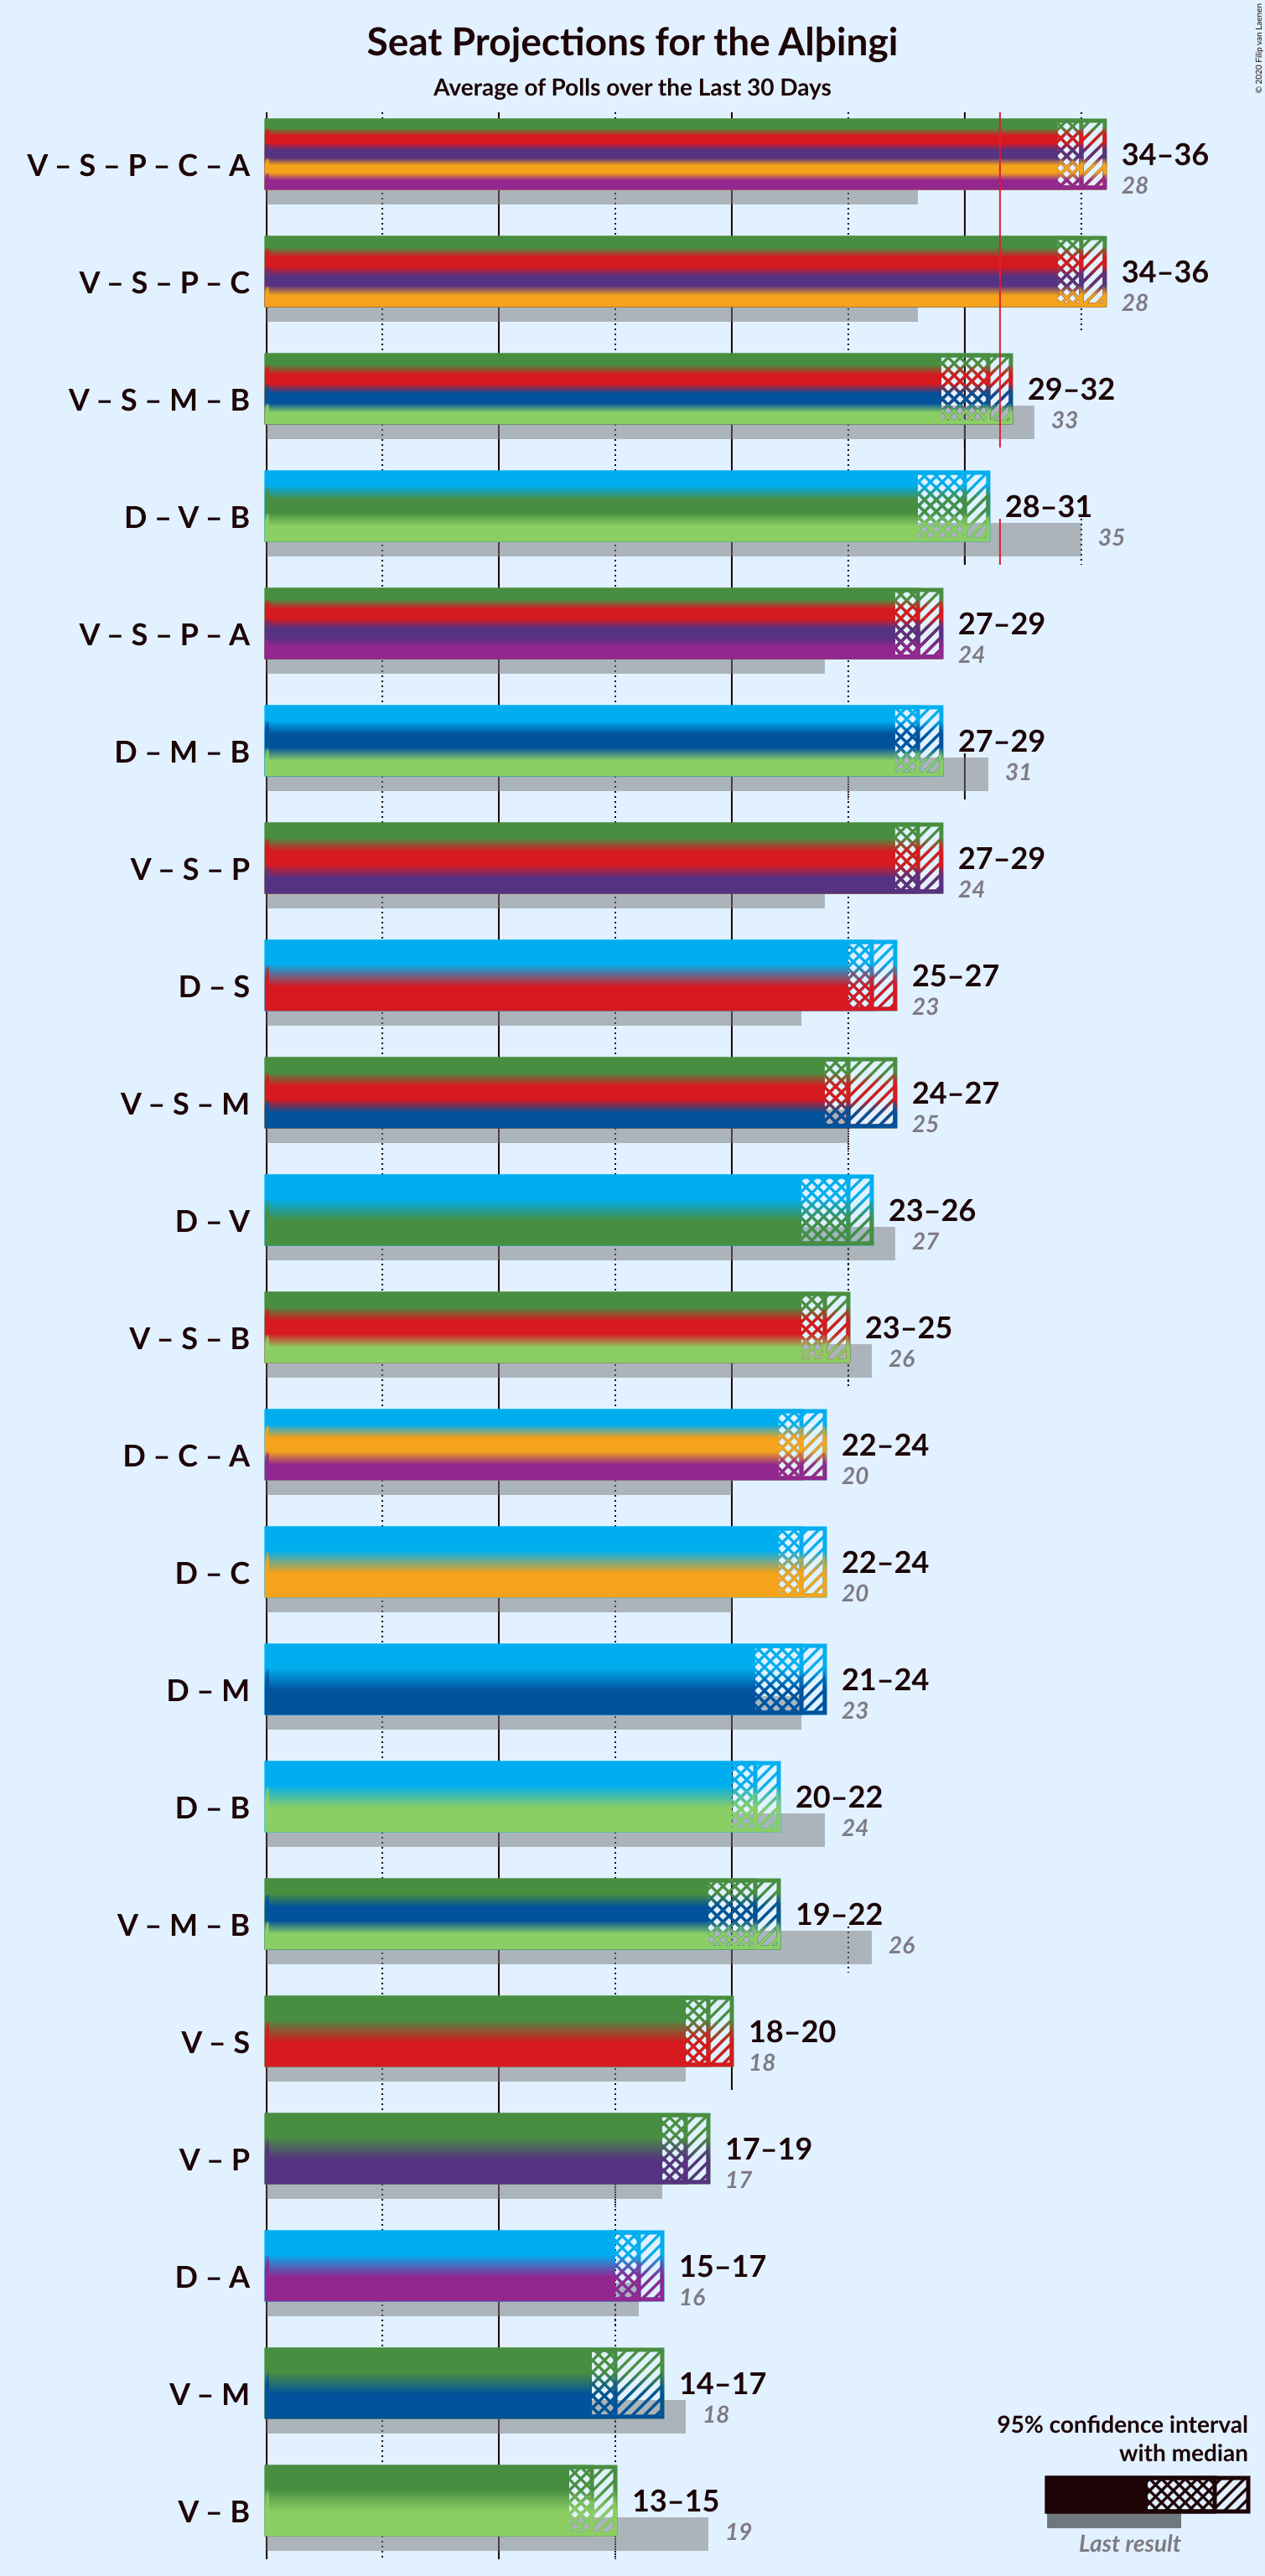 © 2020 Filip van Laenen
Seat Projections for the Alþingi
Average of Polls over the Last 30 Days
V – S – P – C – A
34–36
28
V – S – P – C
34–36
28
V – S – M – B
29–32
33
D – V – B
28–31
35
V – S – P – A
27–29
24
D – M – B
27–29
31
V – S – P
27–29
24
D – S
25–27
23
V – S – M
24–27
25
D – V
23–26
27
V – S – B
23–25
26
D – C – A
22–24
20
D – C
22–24
20
D – M
21–24
23
D – B
20–22
24
V – M – B
19–22
26
V – S
18–20
18
V – P
17–19
17
D – A
15–17
16
V – M
14–17
18
V – B
13–15
19
95% confidence interval
with median
Last result